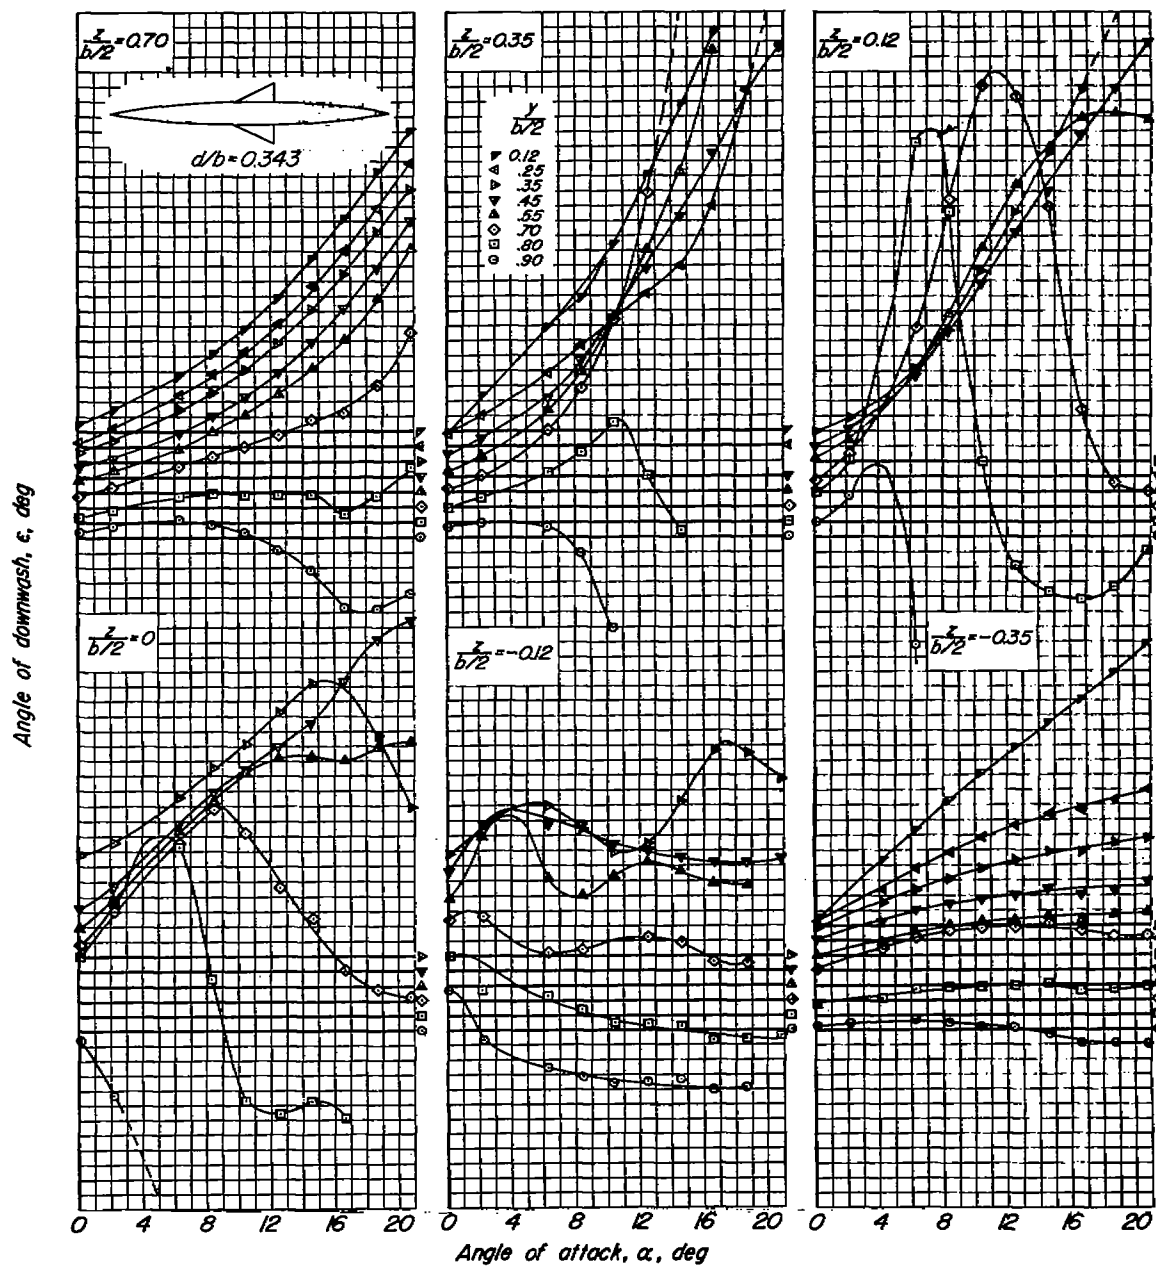 z/b/2 = 0.70
z/b/2 = 0.35
z/b/2 = 0.12
d/b = 0.343
y/b/2
0.12
.25
.35
.45
.55
.70
.80
.90
Angle of downwash, ε, deg
z/b/2 = 0
z/b/2 = -0.12
z/b/2 = -0.35
0 4 8 12 16 20
0 4 8 12 16 20
0 4 8 12 16 20
Angle of attack, α, deg